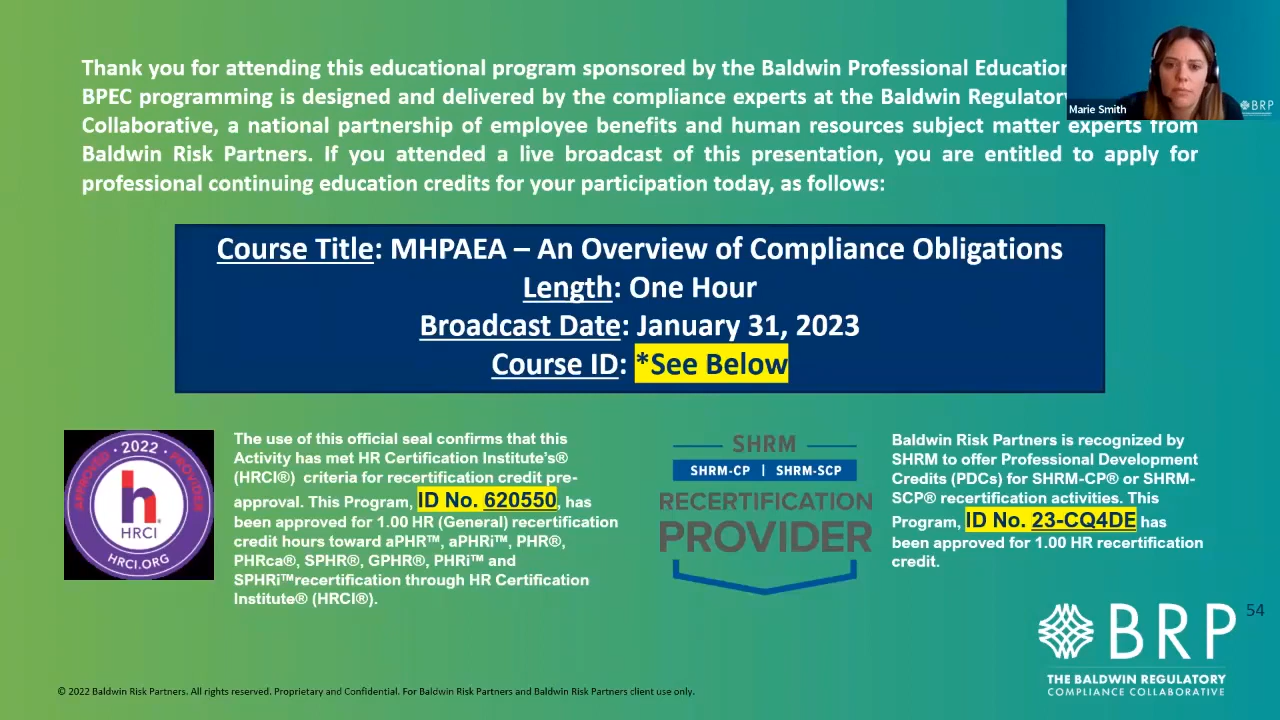 Thank you for attending this educational program sponsored by the Baldwin Professional Education
BPEC programming is designed and delivered by the compliance experts at the Baldwin Regulatory
Collaborative, a national partnership of employee benefits and human resources subject matter experts from
Baldwin Risk Partners. If you attended a live broadcast of this presentation, you are entitled to apply for
professional continuing education credits for your participation today, as follows:
Marie Smith
BRP
Course Title: MHPAEA – An Overview of Compliance Obligations
Length: One Hour
Broadcast Date: January 31, 2023
Course ID: *See Below
· 2022 ·
APPROVED PROVIDER
h
HRCI
HRCI.ORG
The use of this official seal confirms that this
Activity has met HR Certification Institute's®
(HRCI®) criteria for recertification credit pre-
approval. This Program, ID No. 620550, has
been approved for 1.00 HR (General) recertification
credit hours toward aPHR™, aPHRi™, PHR®,
PHRca®, SPHR®, GPHR®, PHRi™ and
SPHRi™recertification through HR Certification
Institute® (HRCI®).
SHRM
SHRM-CP | SHRM-SCP
RECERTIFICATION
PROVIDER
Baldwin Risk Partners is recognized by
SHRM to offer Professional Development
Credits (PDCs) for SHRM-CP® or SHRM-
SCP® recertification activities. This
Program, ID No. 23-CQ4DE has
been approved for 1.00 HR recertification
credit.
54
BRP
THE BALDWIN REGULATORY
COMPLIANCE COLLABORATIVE
© 2022 Baldwin Risk Partners. All rights reserved. Proprietary and Confidential. For Baldwin Risk Partners and Baldwin Risk Partners client use only.